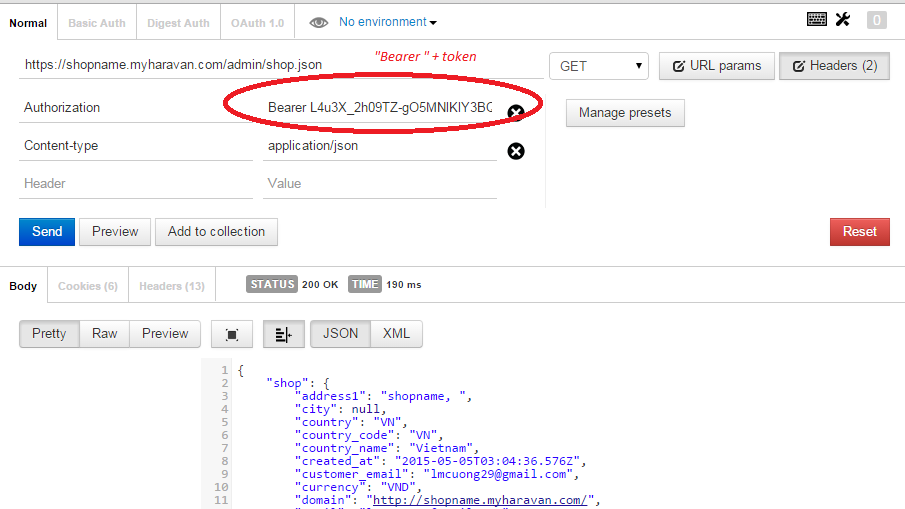 Normal Basic Auth Digest Auth OAuth 1.0 No environment 0
"Bearer " + token
https://shopname.myharavan.com/admin/shop.json GET URL params Headers (2)
Authorization Bearer L4u3X_2h09TZ-gO5MNIKIY3BC Manage presets
Content-type application/json
Header Value
Send Preview Add to collection Reset
Body Cookies (6) Headers (13) STATUS 200 OK TIME 190 ms
Pretty Raw Preview JSON XML
1 {
2 "shop": {
3 "address1": "shopname, ",
4 "city": null,
5 "country": "VN",
6 "country_code": "VN",
7 "country_name": "Vietnam",
8 "created_at": "2015-05-05T03:04:36.576Z",
9 "customer_email": "lmcuong29@gmail.com",
10 "currency": "VND",
11 "domain": "http://shopname.myharavan.com/",